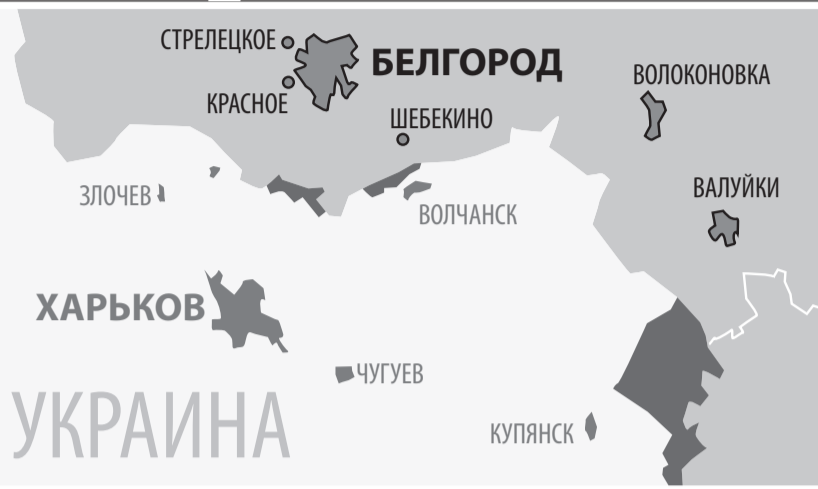 СТРЕЛЕЦКОЕ
БЕЛГОРОД
ВОЛОКОНОВКА
КРАСНОЕ
ШЕБЕКИНО
ЗЛОЧЕВ
ВАЛУЙКИ
ВОЛЧАНСК
ХАРЬКОВ
ЧУГУЕВ
УКРАИНА
КУПЯНСК